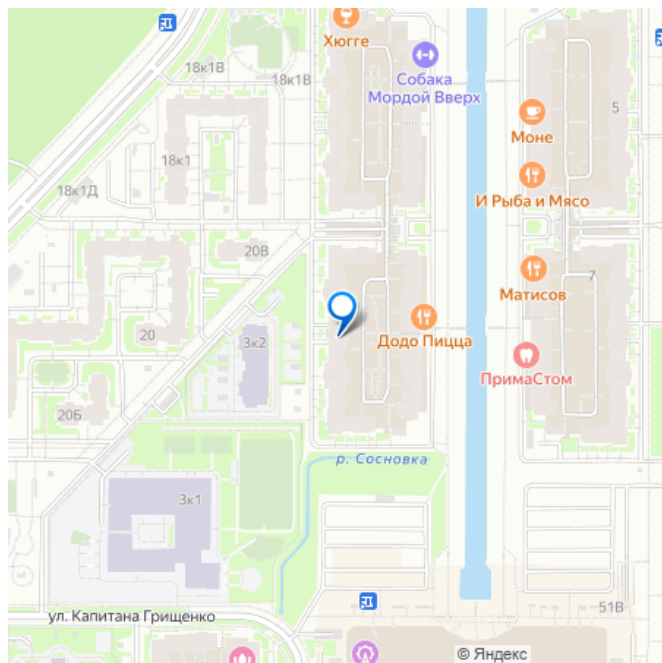 Хюгге
18к1В
18к1В
Собака
Мордой Вверх
5
Моне
18к1
18к1Д
И Рыба и Мясо
20В
Матисов
7
20
3к2
Додо Пицца
ПримаСтом
20Б
р. Сосновка
3к1
51В
ул. Капитана Грищенко
© Яндекс